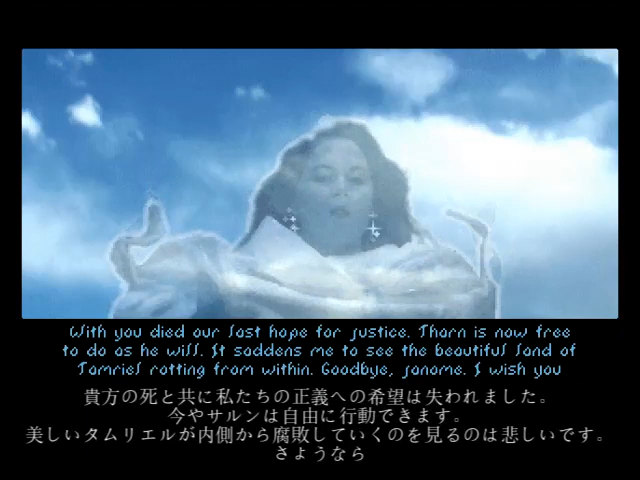 With you died our last hope for justice. Tharn is now free
to do as he will. It saddens me to see the beautiful land of
Tamriel rotting from within. Goodbye, janome. I wish you
貴方の死と共に私たちの正義への希望は失われました。
今やサルンは自由に行動できます。
美しいタムリエルが内側から腐敗していくのを見るのは悲しいです。
さようなら